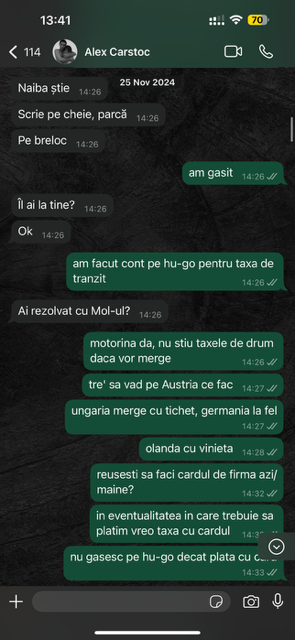 13:41
70
114
Alex Carstoc
25 Nov 2024
Naiba știe 14:26
Scrie pe cheie, parcă 14:26
Pe breloc 14:26
am gasit 14:26
Îl ai la tine? 14:26
Ok 14:26
am facut cont pe hu-go pentru taxa de
tranzit 14:26
Ai rezolvat cu Mol-ul? 14:26
motorina da, nu stiu taxele de drum
daca vor merge 14:26
tre' sa vad pe Austria ce fac 14:27
ungaria merge cu tichet, germania la fel
14:27
olanda cu vinieta 14:28
reusesti sa faci cardul de firma azi/
maine? 14:32
in eventualitatea in care trebuie sa
platim vreo taxa cu cardul
nu gasesc pe hu-go decat plata cu
14:33